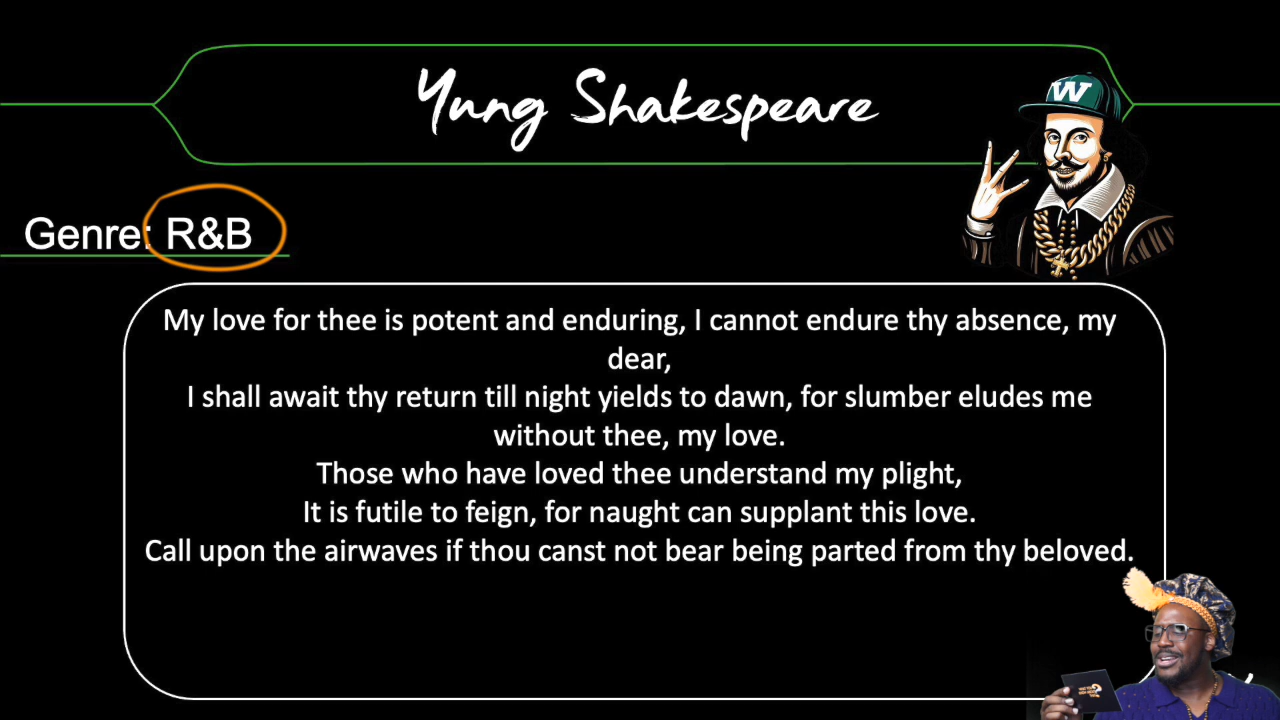 Yung Shakespeare
W
Genre: R&B
My love for thee is potent and enduring, I cannot endure thy absence, my
dear,
I shall await thy return till night yields to dawn, for slumber eludes me
without thee, my love.
Those who have loved thee understand my plight,
It is futile to feign, for naught can supplant this love.
Call upon the airwaves if thou canst not bear being parted from thy beloved.